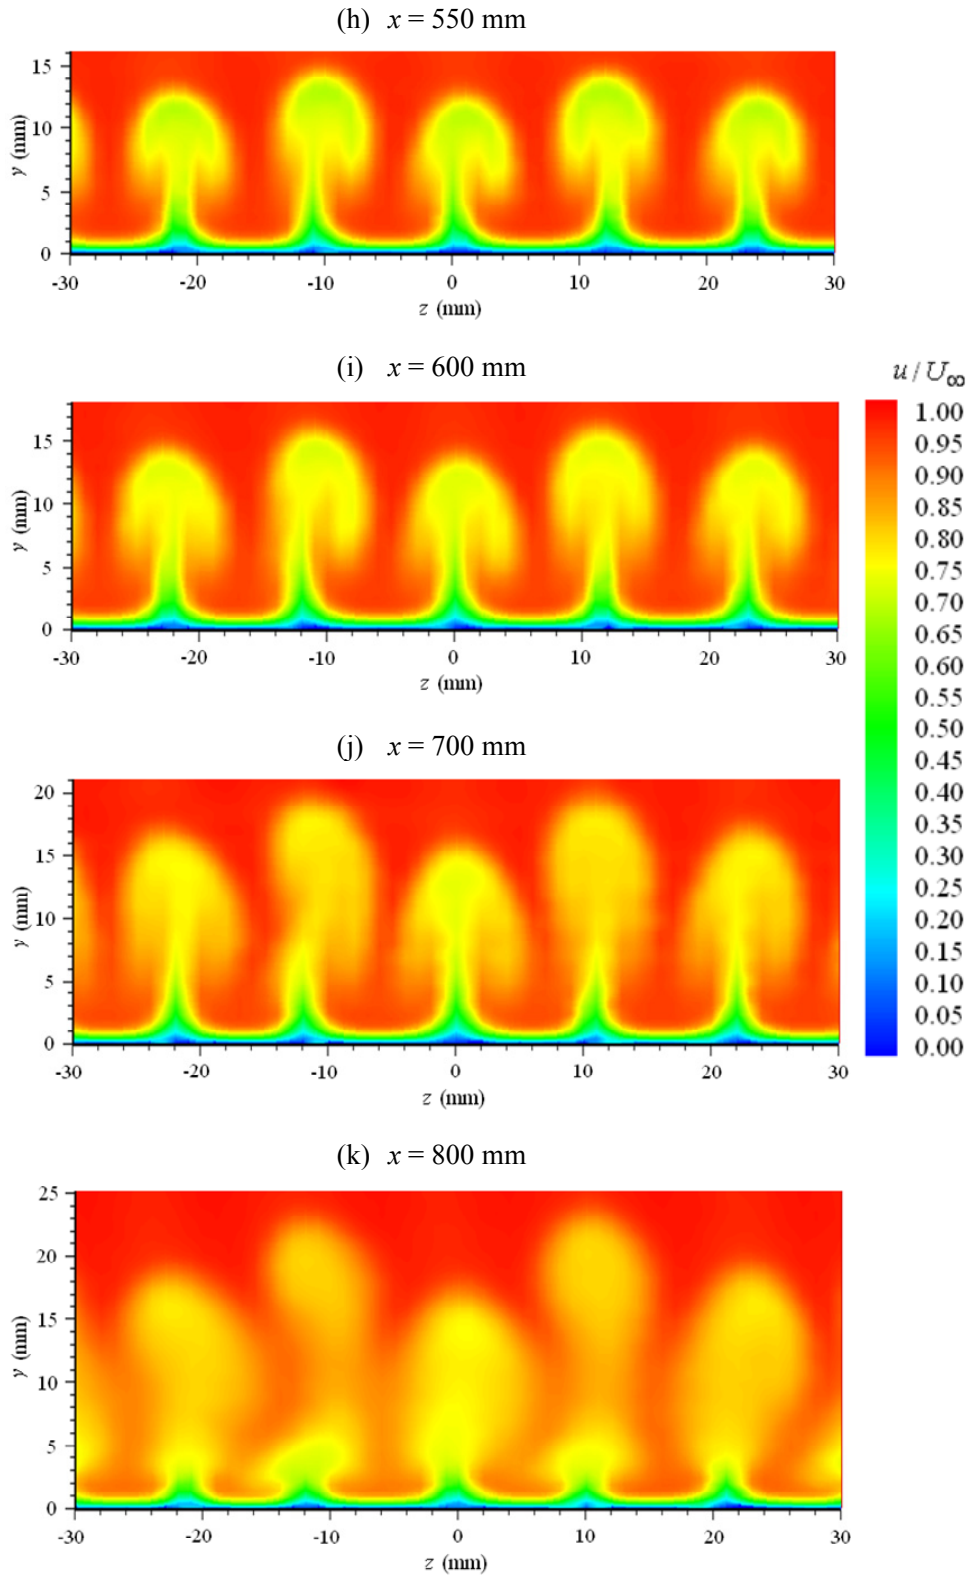 (h) x = 550 mm
15
10
5
0
y (mm)
-30 -20 -10 0 10 20 30
z (mm)
(i) x = 600 mm
15
10
5
0
y (mm)
-30 -20 -10 0 10 20 30
z (mm)
u / U∞
1.00
0.95
0.90
0.85
0.80
0.75
0.70
0.65
0.60
0.55
0.50
0.45
0.40
0.35
0.30
0.25
0.20
0.15
0.10
0.05
0.00
(j) x = 700 mm
20
15
10
5
0
y (mm)
-30 -20 -10 0 10 20 30
z (mm)
(k) x = 800 mm
25
20
15
10
5
0
y (mm)
-30 -20 -10 0 10 20 30
z (mm)